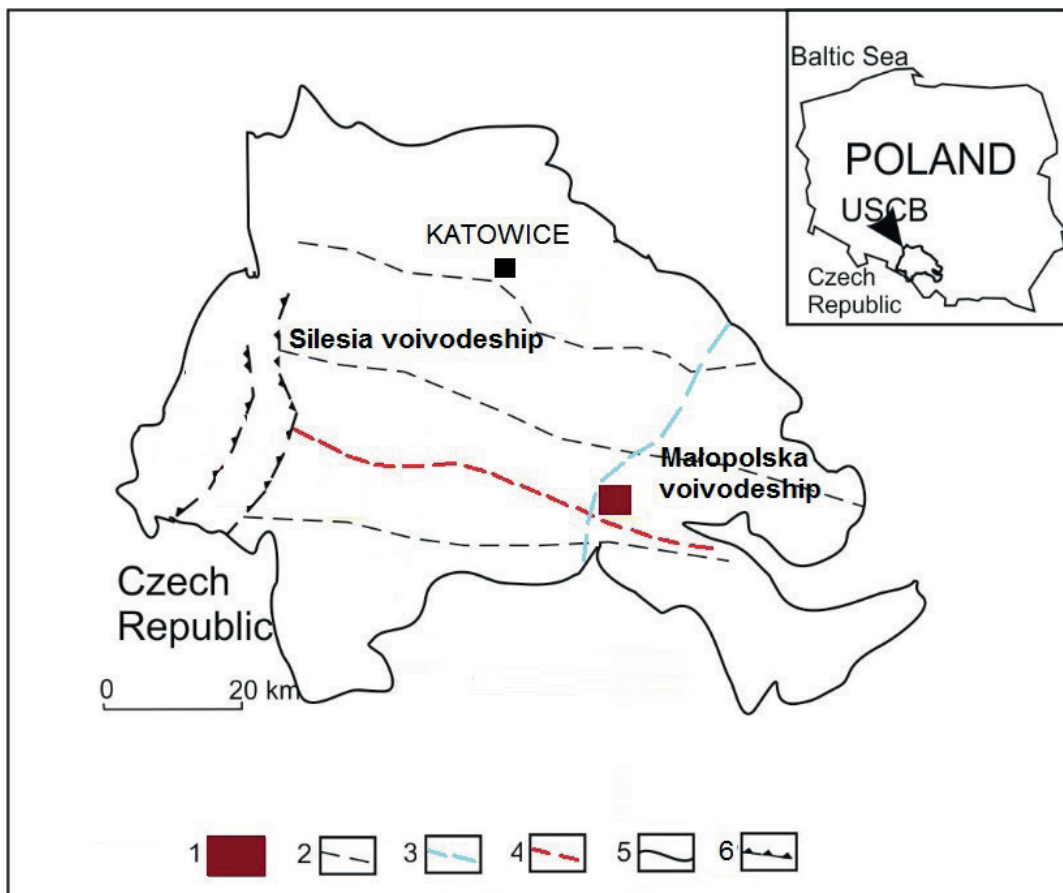 Baltic Sea
POLAND
USCB
Czech
Republic
KATOWICE
Silesia voivodeship
Małopolska
voivodeship
Czech
Republic
0 20 km
1 2 3 4 5 6